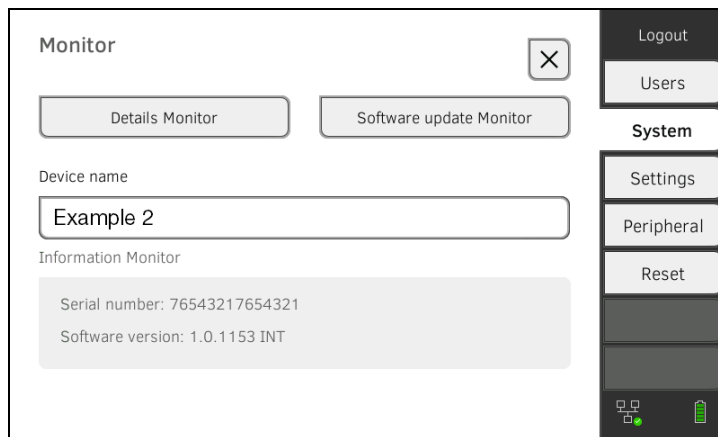 Monitor
Details Monitor
Software update Monitor
Device name
Example 2
Information Monitor
Serial number: 76543217654321
Software version: 1.0.1153 INT
Logout
Users
System
Settings
Peripheral
Reset